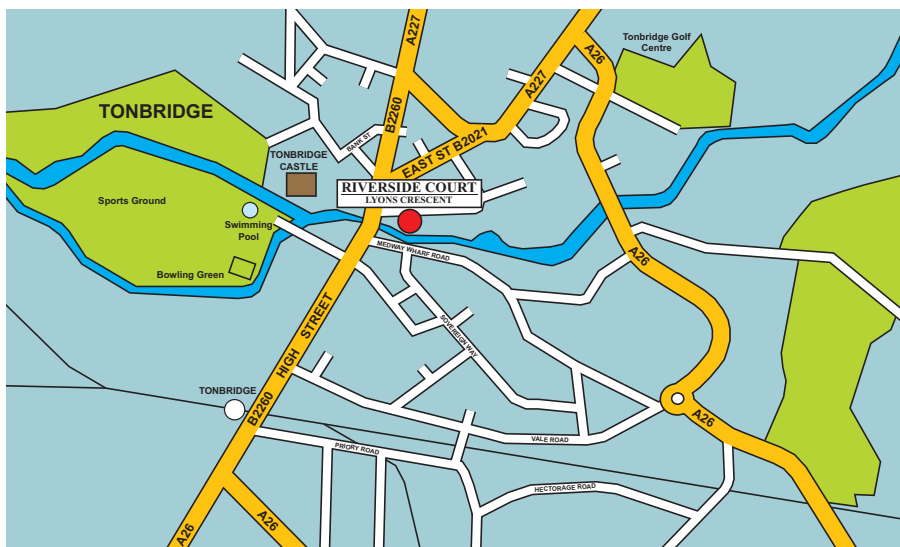 A227
Tonbridge Golf
Centre
A26
A227
TONBRIDGE
B2260
BANK ST
EAST ST B2021
TONBRIDGE
CASTLE
RIVERSIDE COURT
LYONS CRESCENT
Sports Ground
Swimming
Pool
MEDWAY WHARF ROAD
A26
Bowling Green
HIGH STREET
SOVEREIGN WAY
TONBRIDGE
B2260
A26
VALE ROAD
PRIORY ROAD
HECTORAGE ROAD
A26
A26